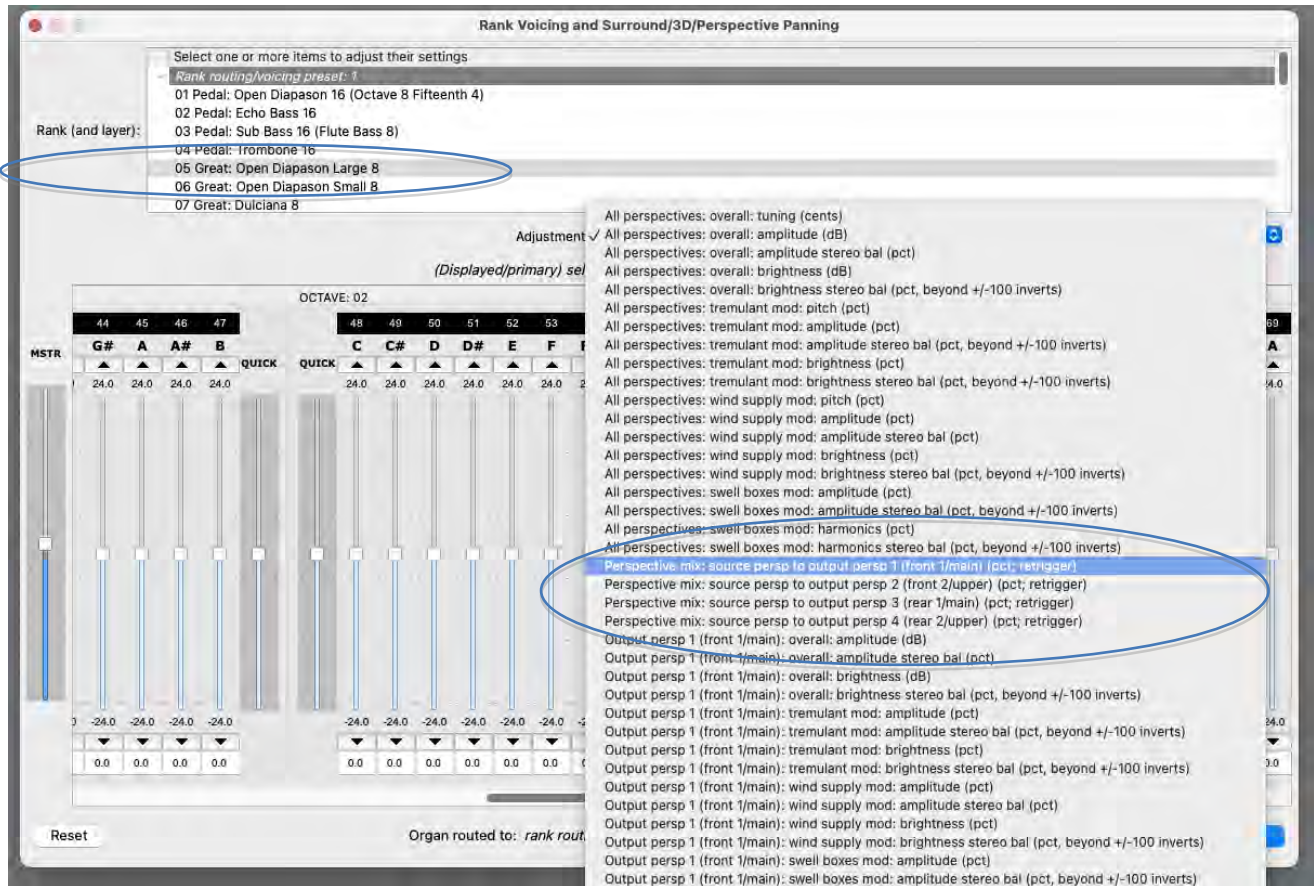 Rank Voicing and Surround/3D/Perspective Panning
Select one or more items to adjust their settings
Rank routing/voicing preset: 1
01 Pedal: Open Diapason 16 (Octave 8 Fifteenth 4)
02 Pedal: Echo Bass 16
Rank (and layer):
03 Pedal: Sub Bass 16 (Flute Bass 8)
04 Pedal: Trombone 16
05 Great: Open Diapason Large 8
06 Great: Open Diapason Small 8
07 Great: Dulciana 8
Adjustment
(Displayed/primary) sel
All perspectives: overall: tuning (cents)
✓ All perspectives: overall: amplitude (dB)
All perspectives: overall: amplitude stereo bal (pct)
All perspectives: overall: brightness (dB)
All perspectives: overall: brightness stereo bal (pct, beyond +/-100 inverts)
All perspectives: tremulant mod: pitch (pct)
All perspectives: tremulant mod: amplitude (pct)
All perspectives: tremulant mod: amplitude stereo bal (pct, beyond +/-100 inverts)
All perspectives: tremulant mod: brightness (pct)
All perspectives: tremulant mod: brightness stereo bal (pct, beyond +/-100 inverts)
All perspectives: wind supply mod: pitch (pct)
All perspectives: wind supply mod: amplitude (pct)
All perspectives: wind supply mod: amplitude stereo bal (pct)
All perspectives: wind supply mod: brightness (pct)
All perspectives: wind supply mod: brightness stereo bal (pct, beyond +/-100 inverts)
All perspectives: swell boxes mod: amplitude (pct)
All perspectives: swell boxes mod: amplitude stereo bal (pct, beyond +/-100 inverts)
All perspectives: swell boxes mod: harmonics (pct)
All perspectives: swell boxes mod: harmonics stereo bal (pct, beyond +/-100 inverts)
Perspective mix: source persp to output persp 1 (front 1/main) (pct; retrigger)
Perspective mix: source persp to output persp 2 (front 2/upper) (pct; retrigger)
Perspective mix: source persp to output persp 3 (rear 1/main) (pct; retrigger)
Perspective mix: source persp to output persp 4 (rear 2/upper) (pct; retrigger)
Output persp 1 (front 1/main): overall: amplitude (dB)
Output persp 1 (front 1/main): overall: amplitude stereo bal (pct)
Output persp 1 (front 1/main): overall: brightness (dB)
Output persp 1 (front 1/main): overall: brightness stereo bal (pct, beyond +/-100 inverts)
Output persp 1 (front 1/main): tremulant mod: amplitude (pct)
Output persp 1 (front 1/main): tremulant mod: amplitude stereo bal (pct, beyond +/-100 inverts)
Output persp 1 (front 1/main): tremulant mod: brightness (pct)
Output persp 1 (front 1/main): tremulant mod: brightness stereo bal (pct, beyond +/-100 inverts)
Output persp 1 (front 1/main): wind supply mod: amplitude (pct)
Output persp 1 (front 1/main): wind supply mod: amplitude stereo bal (pct)
Output persp 1 (front 1/main): wind supply mod: brightness (pct)
Output persp 1 (front 1/main): wind supply mod: brightness stereo bal (pct, beyond +/-100 inverts)
Output persp 1 (front 1/main): swell boxes mod: amplitude (pct)
Output persp 1 (front 1/main): swell boxes mod: amplitude stereo bal (pct, beyond +/-100 inverts)
OCTAVE: 02
44 45 46 47 48 49 50 51 52 53 69
MSTR G# A A# B QUICK QUICK C C# D D# E F A
24.0 24.0 24.0 24.0 24.0 24.0 24.0 24.0 24.0 24.0
-24.0 -24.0 -24.0 -24.0 -24.0 -24.0 -24.0 -24.0 -24.0
0.0 0.0 0.0 0.0 0.0 0.0 0.0 0.0 0.0 0.0
Reset
Organ routed to: rank rout